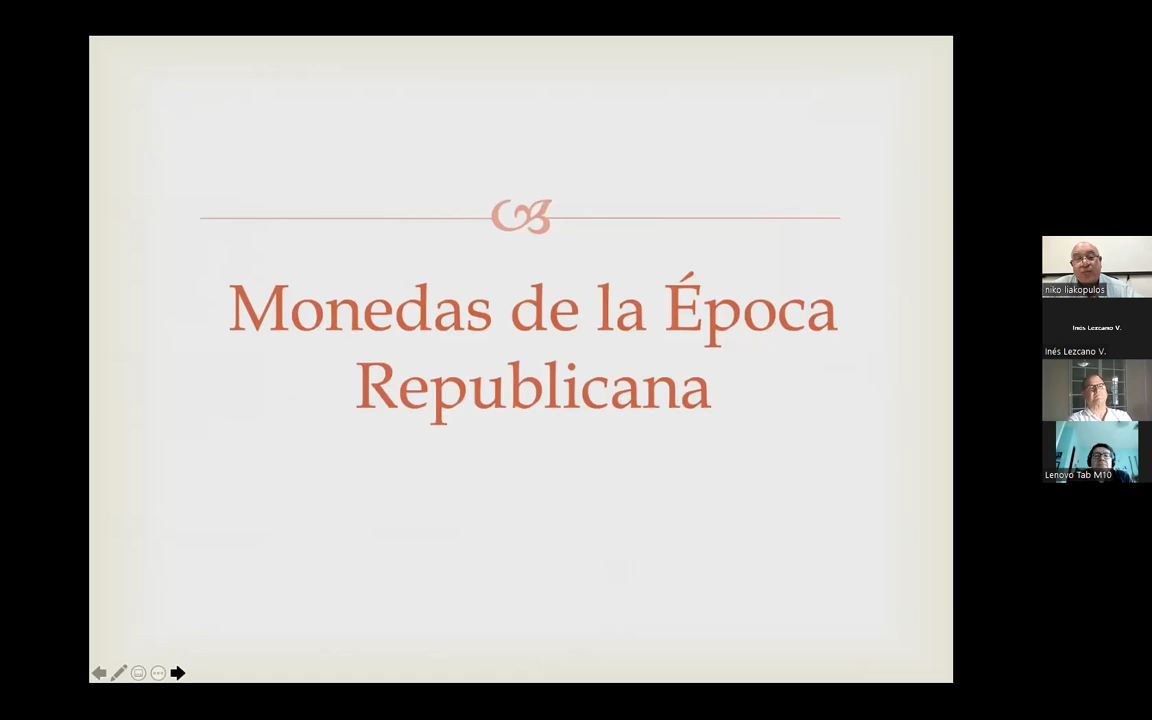 Monedas de la Época
Republicana
niko liakopulos
Inés Lezcano V.
Inés Lezcano V.
Lenovo Tab M10